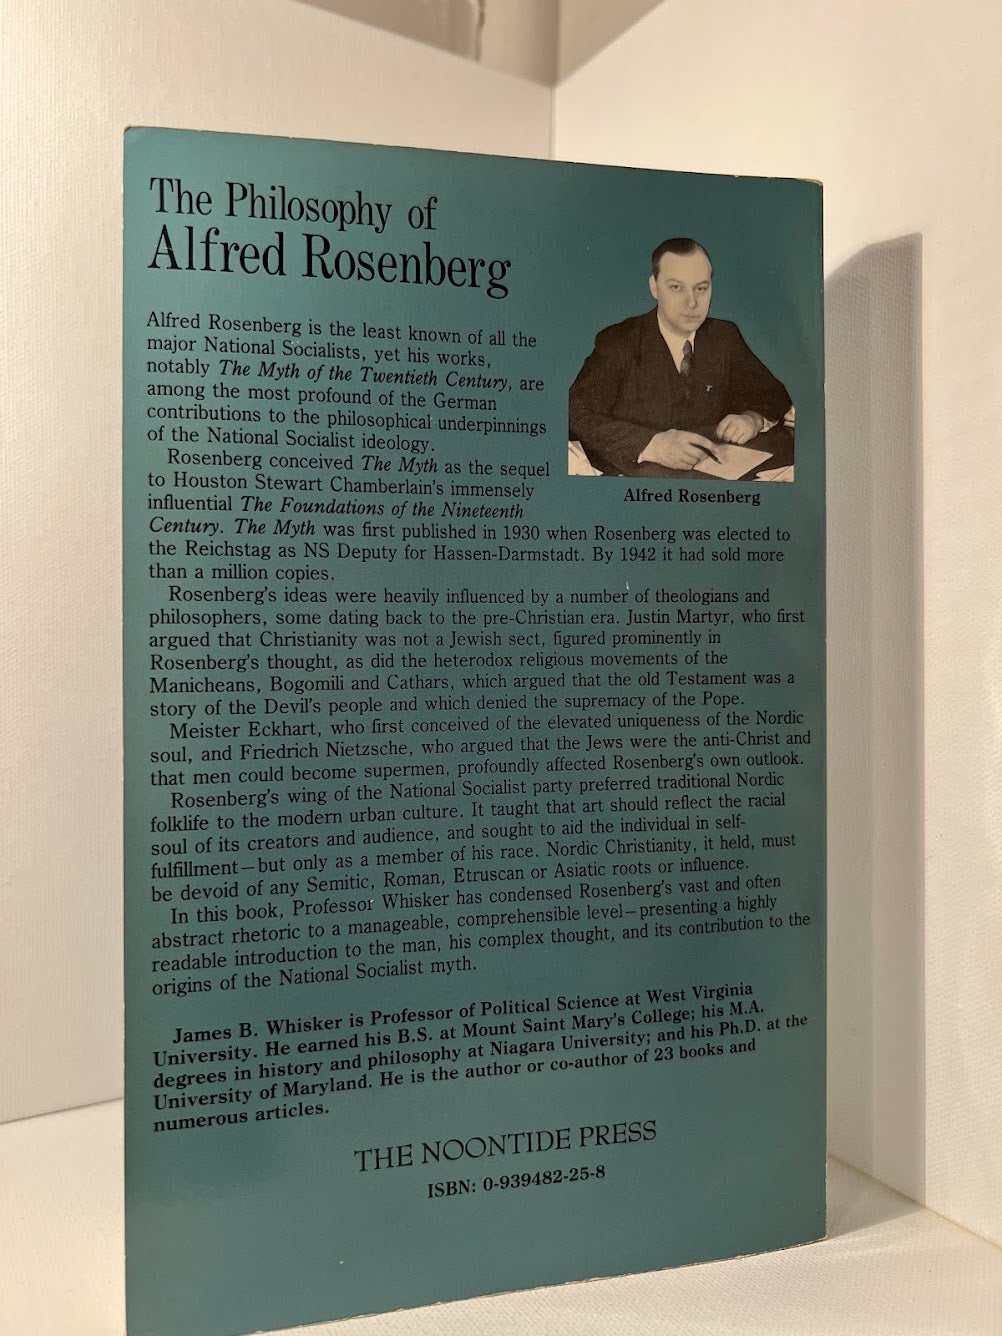 The Philosophy of
Alfred Rosenberg
Alfred Rosenberg is the least known of all the
major National Socialists, yet his works,
notably The Myth of the Twentieth Century, are
among the most profound of the German
contributions to the philosophical underpinnings
of the National Socialist ideology.
Rosenberg conceived The Myth as the sequel
to Houston Stewart Chamberlain's immensely
influential The Foundations of the Nineteenth
Century. The Myth was first published in 1930 when Rosenberg was elected to
the Reichstag as NS Deputy for Hassen-Darmstadt. By 1942 it had sold more
than a million copies.
Rosenberg's ideas were heavily influenced by a number of theologians and
philosophers, some dating back to the pre-Christian era. Justin Martyr, who first
argued that Christianity was not a Jewish sect, figured prominently in
Rosenberg's thought, as did the heterodox religious movements of the
Manicheans, Bogomili and Cathars, which argued that the old Testament was a
story of the Devil's people and which denied the supremacy of the Pope.
Meister Eckhart, who first conceived of the elevated uniqueness of the Nordic
soul, and Friedrich Nietzsche, who argued that the Jews were the anti-Christ and
that men could become supermen, profoundly affected Rosenberg's own outlook.
Rosenberg's wing of the National Socialist party preferred traditional Nordic
folklife to the modern urban culture. It taught that art should reflect the racial
soul of its creators and audience, and sought to aid the individual in self-
fulfillment—but only as a member of his race. Nordic Christianity, it held, must
be devoid of any Semitic, Roman, Etruscan or Asiatic roots or influence.
In this book, Professor Whisker has condensed Rosenberg's vast and often
abstract rhetoric to a manageable, comprehensible level—presenting a highly
readable introduction to the man, his complex thought, and its contribution to the
origins of the National Socialist myth.
Alfred Rosenberg
James B. Whisker is Professor of Political Science at West Virginia
University. He earned his B.S. at Mount Saint Mary's College; his M.A.
degrees in history and philosophy at Niagara University; and his Ph.D. at the
University of Maryland. He is the author or co-author of 23 books and
numerous articles.
THE NOONTIDE PRESS
ISBN: 0-939482-25-8